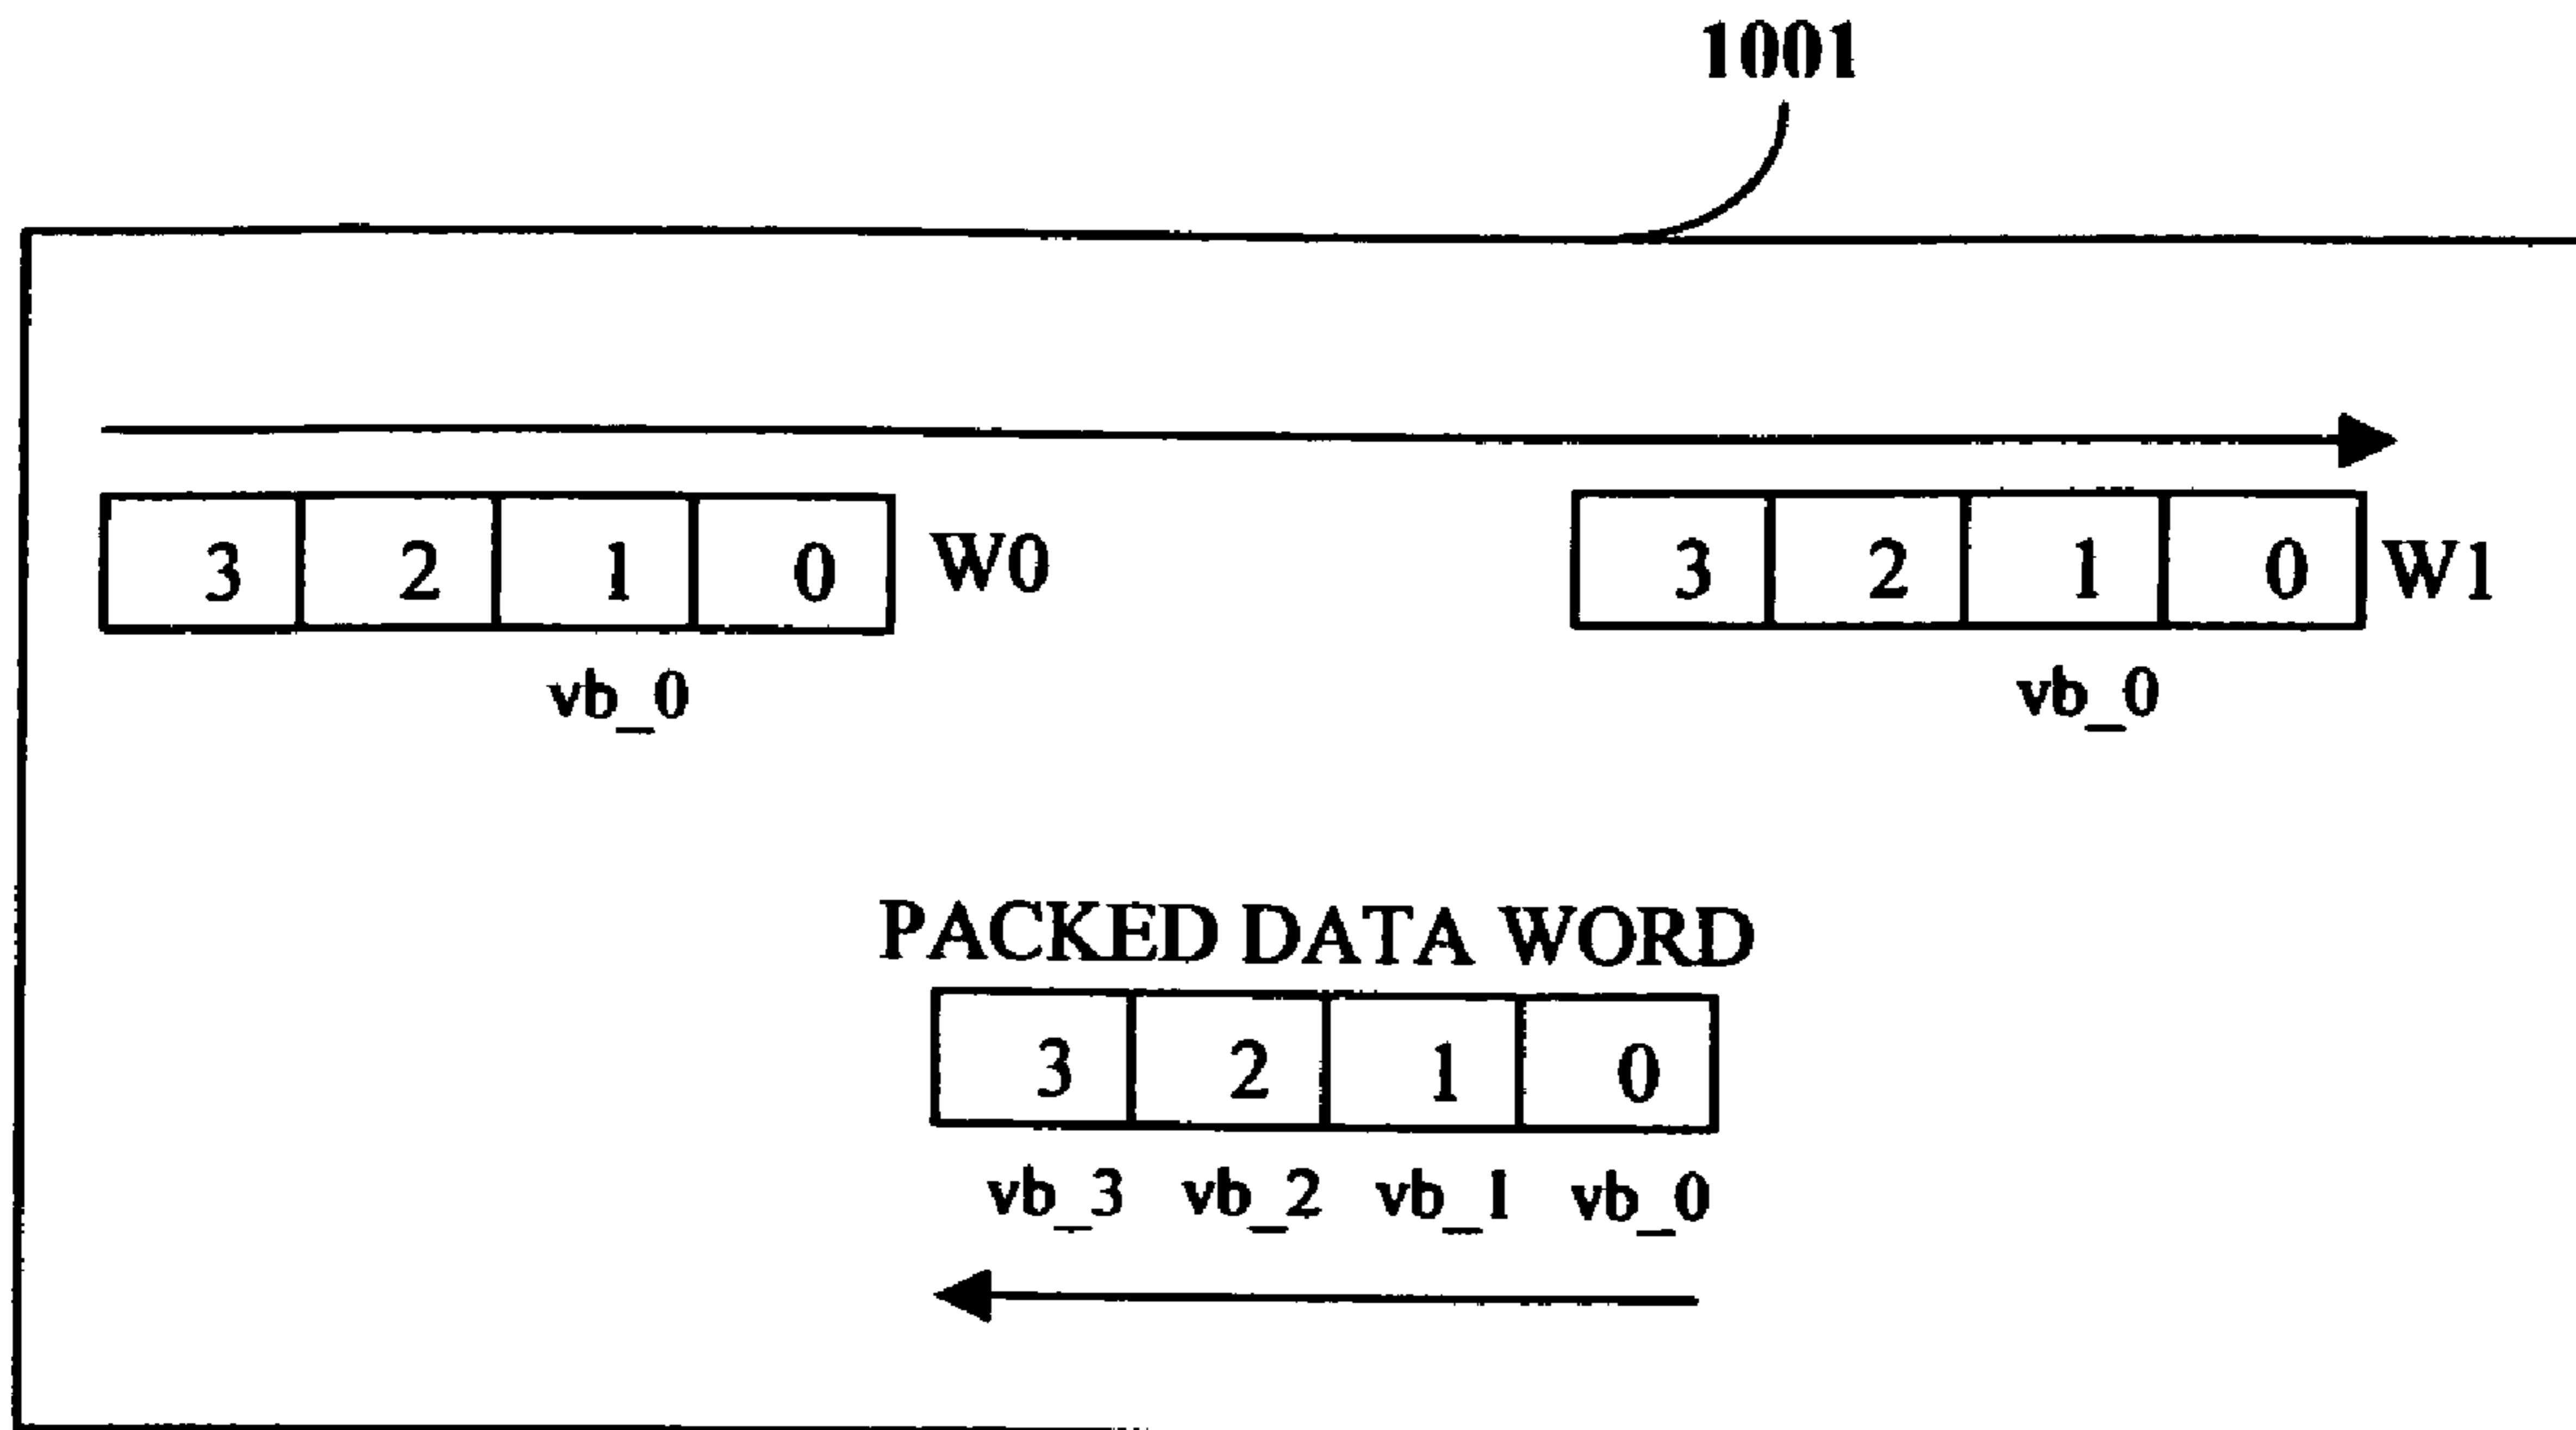 1001
3 2 1 0 W0 3 2 1 0 W1
vb_0 vb_0
PACKED DATA WORD
3 2 1 0
vb_3 vb_2 vb_1 vb_0